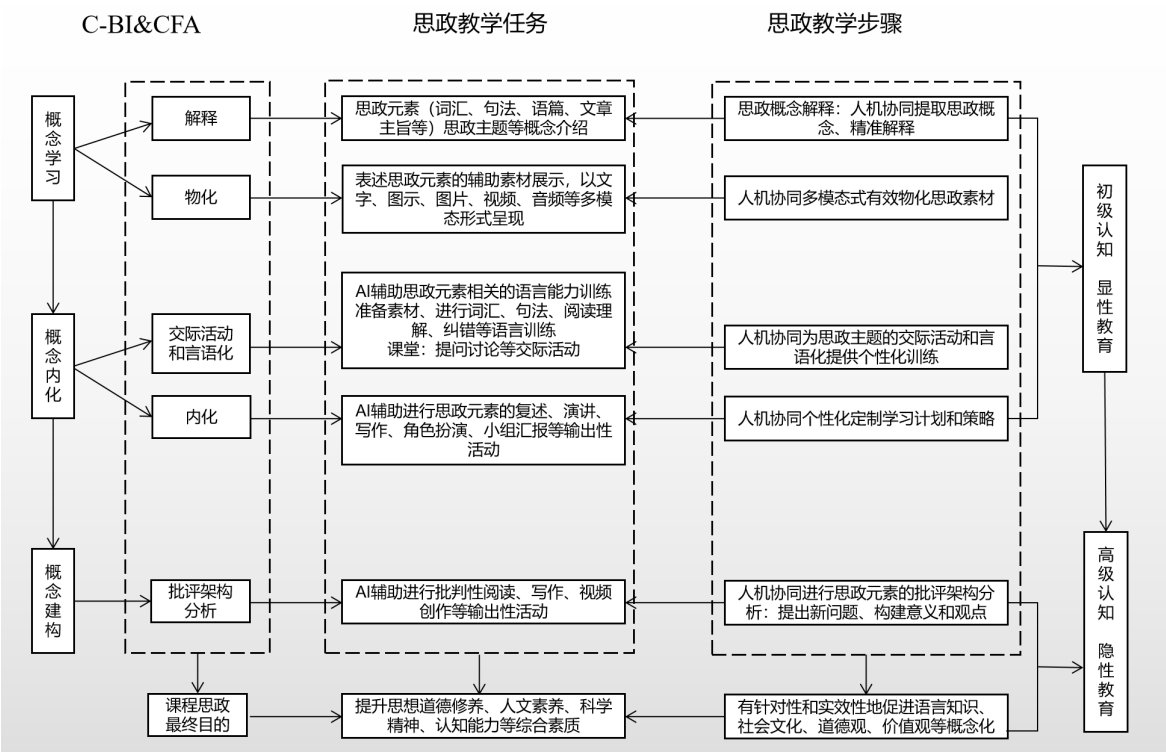 C-BI&CFA
思政教学任务
思政教学步骤
概
念
学
习
解释
思政元素（词汇、句法、语篇、文章
主旨等）思政主题等概念介绍
思政概念解释：人机协同提取思政概
念、精准解释
物化
表述思政元素的辅助素材展示，以文
字、图示、图片、视频、音频等多模
态形式呈现
人机协同多模态式有效物化思政素材
初
级
认
知
显
性
教
育
概
念
内
化
交际活动
和言语化
AI辅助思政元素相关的语言能力训练
准备素材、进行词汇、句法、阅读理
解、纠错等语言训练
课堂：提问讨论等交际活动
人机协同为思政主题的交际活动和言
语化提供个性化训练
内化
AI辅助进行思政元素的复述、演讲、
写作、角色扮演、小组汇报等输出性
活动
人机协同个性化定制学习计划和策略
概
念
建
构
批评架构
分析
AI辅助进行批判性阅读、写作、视频
创作等输出性活动
人机协同进行思政元素的批评架构分
析：提出新问题、构建意义和观点
高
级
认
知
隐
性
教
育
课程思政
最终目的
提升思想道德修养、人文素养、科学
精神、认知能力等综合素质
有针对性和实效性地促进语言知识、
社会文化、道德观、价值观等概念化